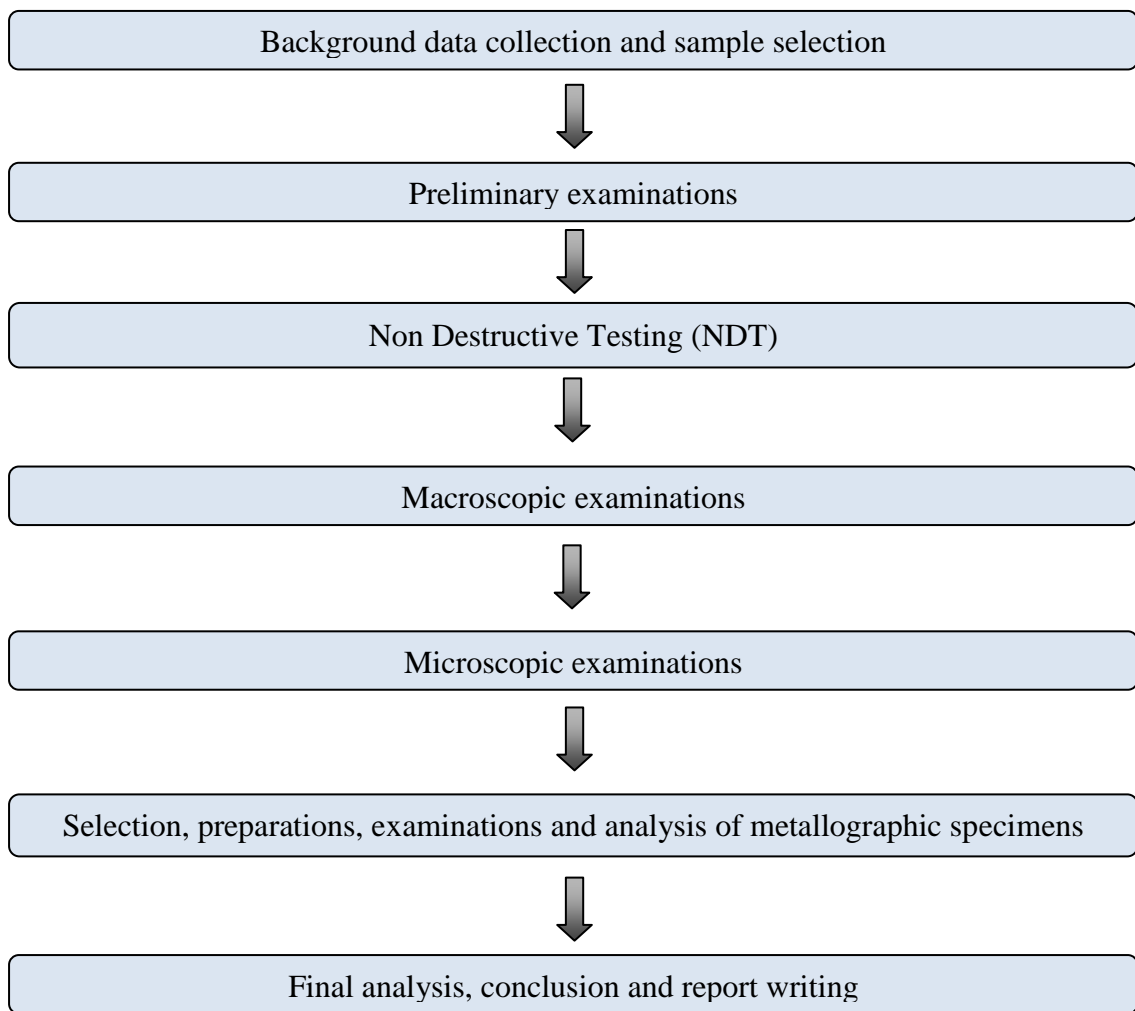 Background data collection and sample selection
Preliminary examinations
Non Destructive Testing (NDT)
Macroscopic examinations
Microscopic examinations
Selection, preparations, examinations and analysis of metallographic specimens
Final analysis, conclusion and report writing